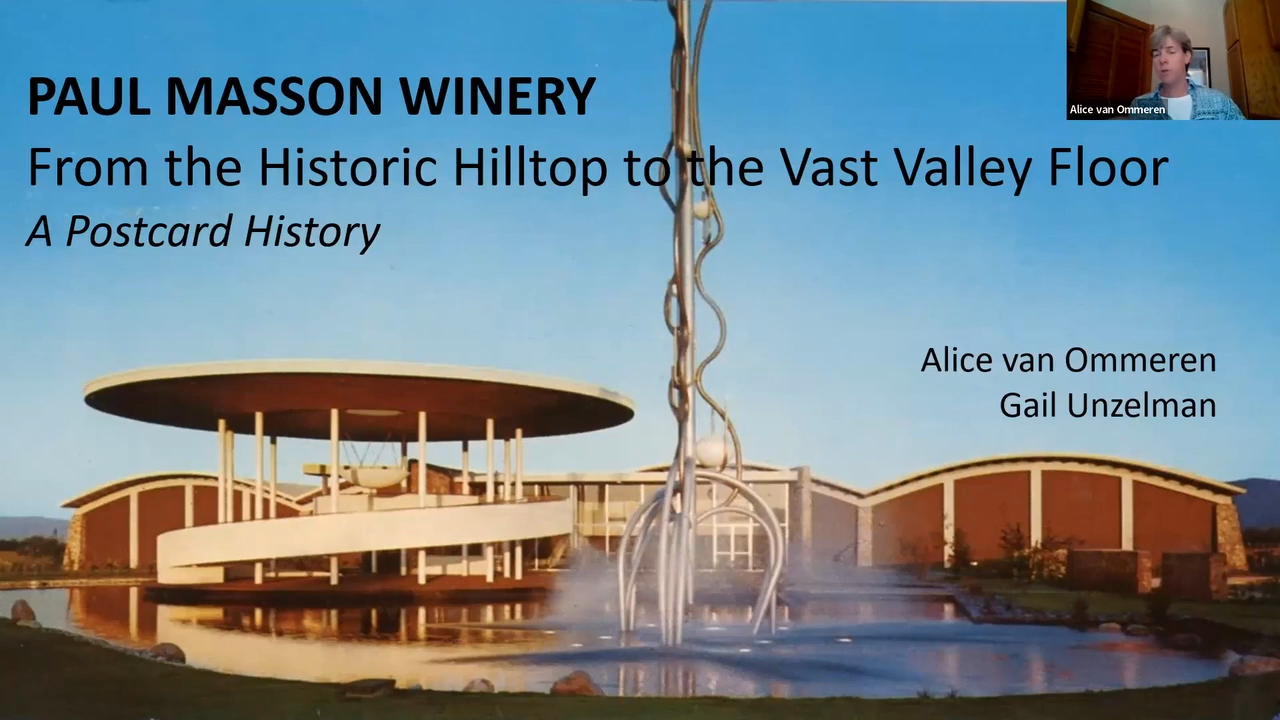 PAUL MASSON WINERY
From the Historic Hilltop to the Vast Valley Floor
A Postcard History
Alice van Ommeren
Gail Unzelman
Alice van Ommeren